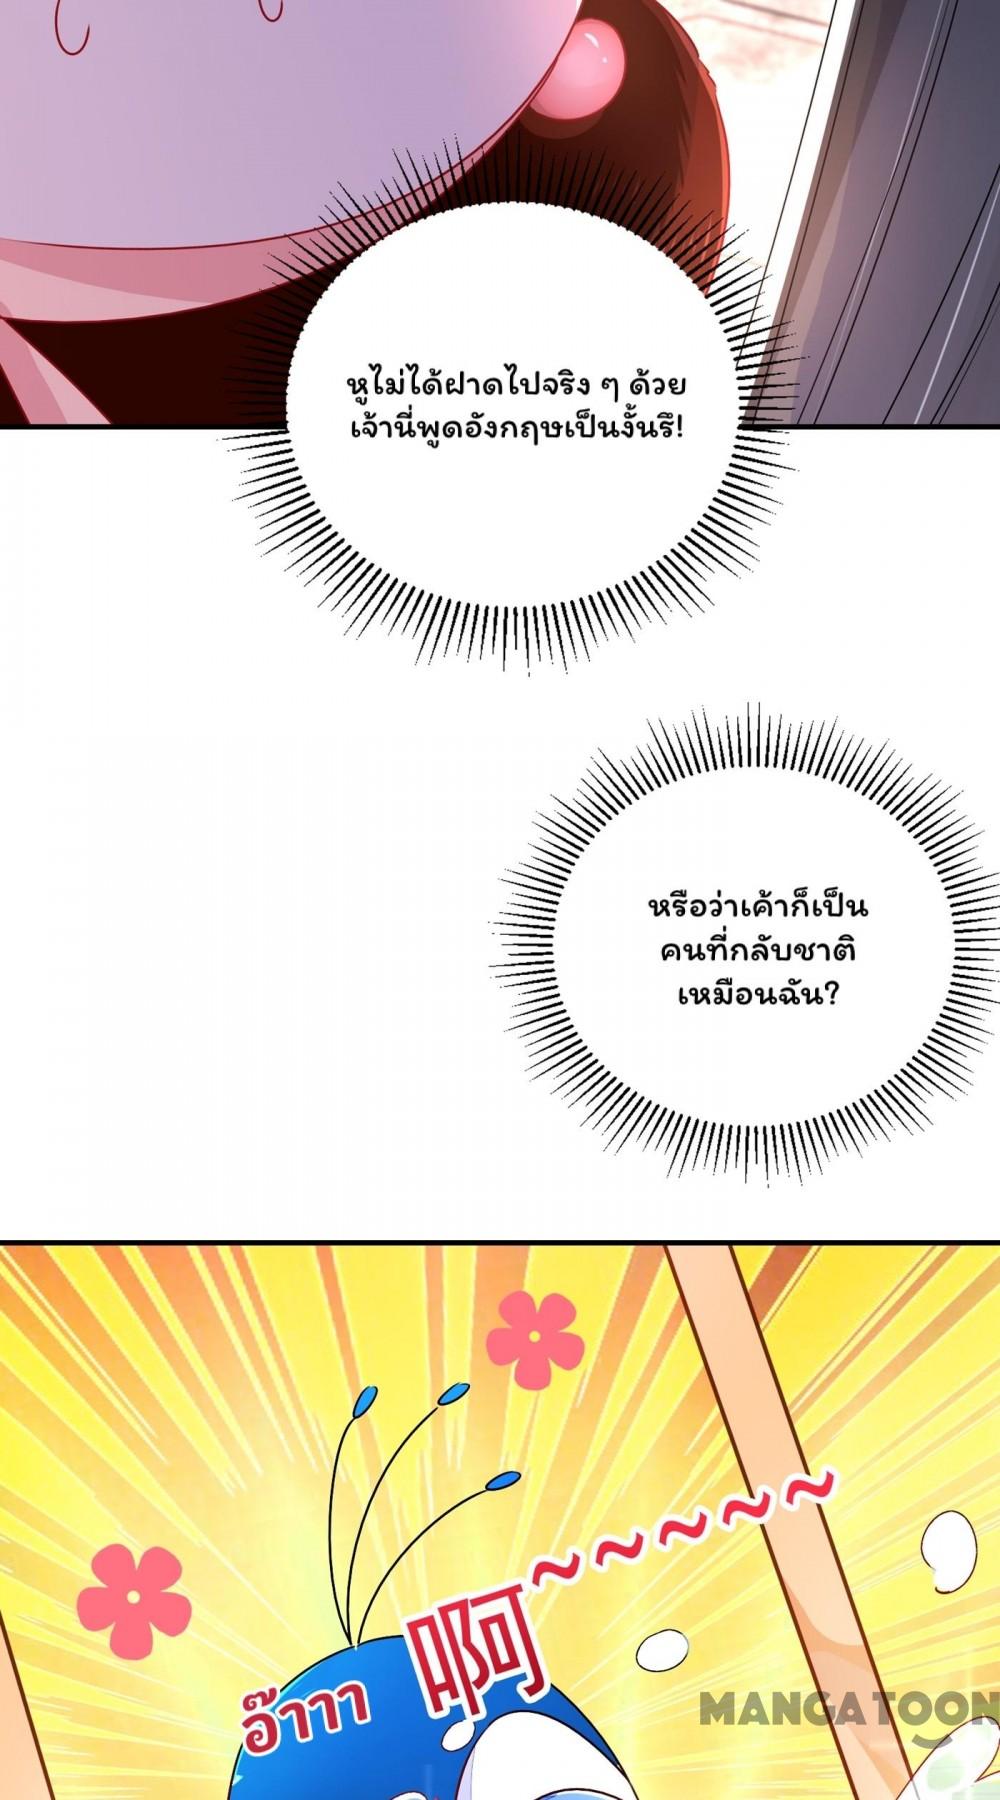 หูไม่ได้ฝาดไปจริง ๆ ด้วย
เจ้านี่พูดอังกฤษเป็นงั้นรึ!
หรือว่าเค้าก็เป็น
คนที่กลับชาติ
เหมือนฉัน?
啊~~~~~
อ๊าาา
MANGATOON